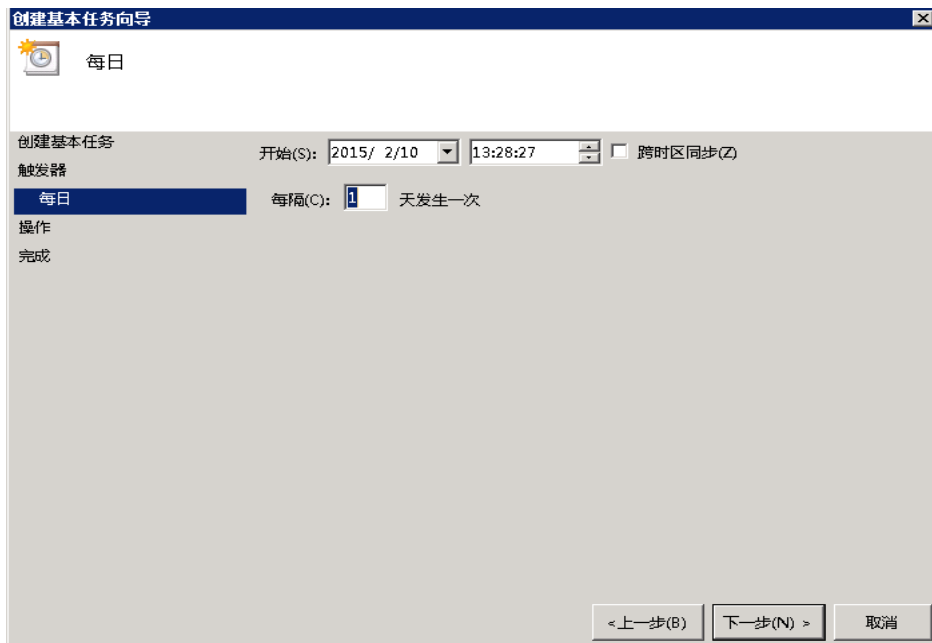 创建基本任务向导
每日
创建基本任务
触发器
每日
操作
完成
开始(S): 2015/ 2/10 13:28:27 跨时区同步(Z)
每隔(C): 1 天发生一次
<上一步(B) 下一步(N) > 取消